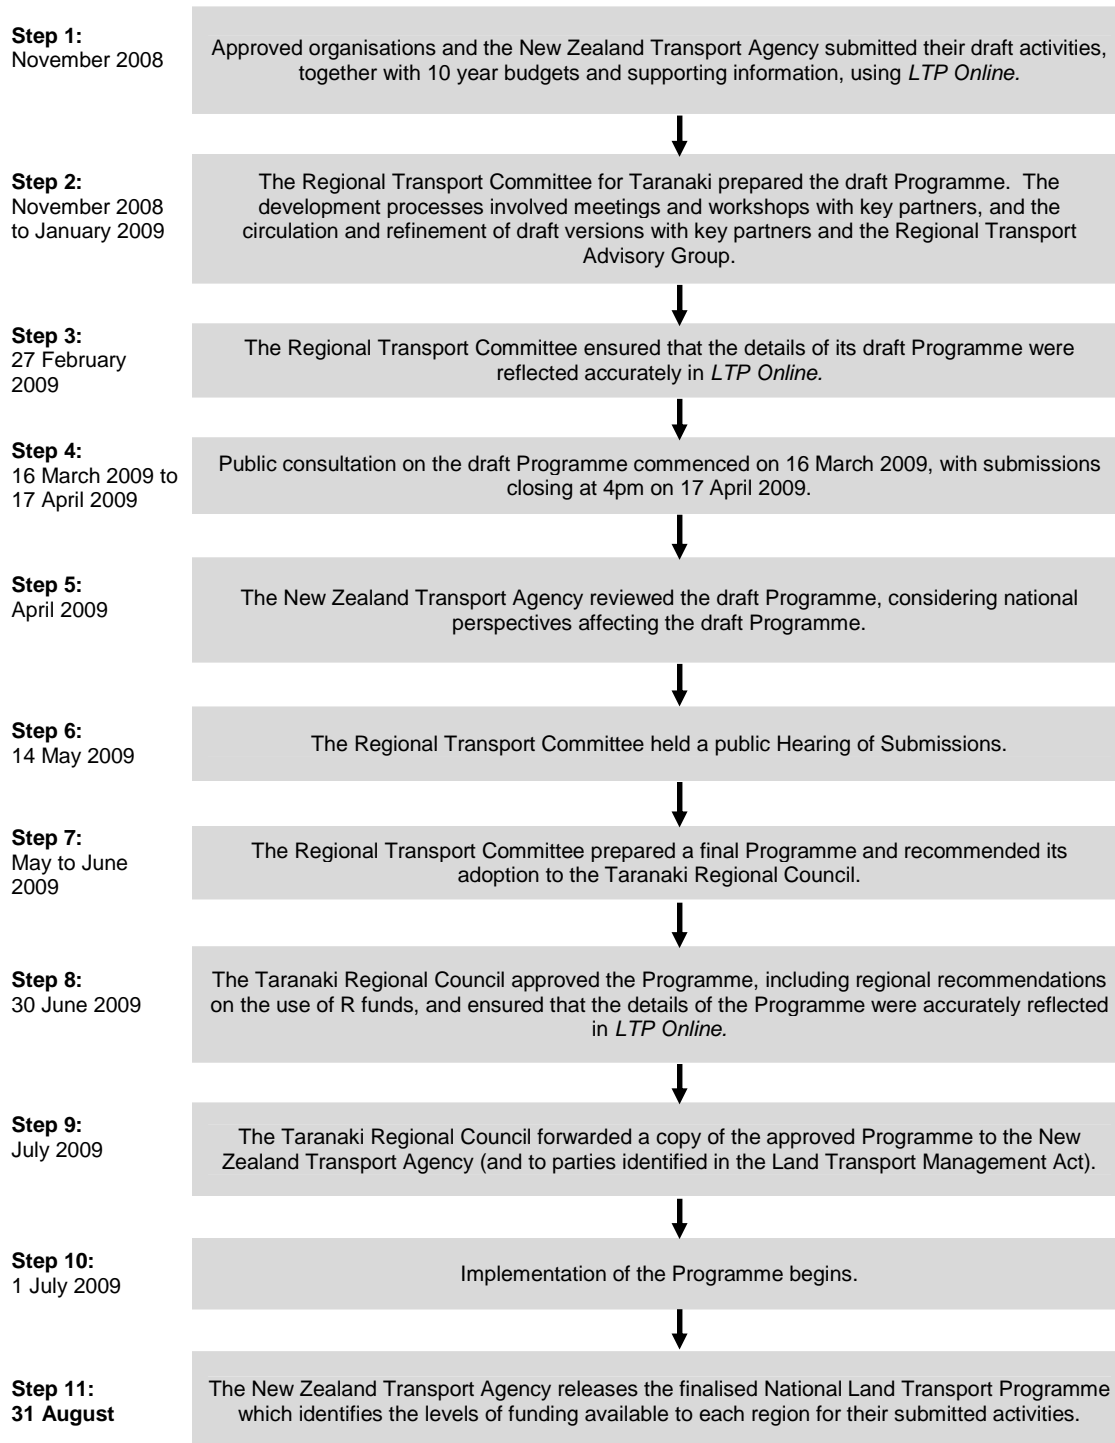 Step 1:
November 2008
Approved organisations and the New Zealand Transport Agency submitted their draft activities,
together with 10 year budgets and supporting information, using LTP Online.
Step 2:
November 2008
to January 2009
The Regional Transport Committee for Taranaki prepared the draft Programme. The
development processes involved meetings and workshops with key partners, and the
circulation and refinement of draft versions with key partners and the Regional Transport
Advisory Group.
Step 3:
27 February
2009
The Regional Transport Committee ensured that the details of its draft Programme were
reflected accurately in LTP Online.
Step 4:
16 March 2009 to
17 April 2009
Public consultation on the draft Programme commenced on 16 March 2009, with submissions
closing at 4pm on 17 April 2009.
Step 5:
April 2009
The New Zealand Transport Agency reviewed the draft Programme, considering national
perspectives affecting the draft Programme.
Step 6:
14 May 2009
The Regional Transport Committee held a public Hearing of Submissions.
Step 7:
May to June
2009
The Regional Transport Committee prepared a final Programme and recommended its
adoption to the Taranaki Regional Council.
Step 8:
30 June 2009
The Taranaki Regional Council approved the Programme, including regional recommendations
on the use of R funds, and ensured that the details of the Programme were accurately reflected
in LTP Online.
Step 9:
July 2009
The Taranaki Regional Council forwarded a copy of the approved Programme to the New
Zealand Transport Agency (and to parties identified in the Land Transport Management Act).
Step 10:
1 July 2009
Implementation of the Programme begins.
Step 11:
31 August
The New Zealand Transport Agency releases the finalised National Land Transport Programme
which identifies the levels of funding available to each region for their submitted activities.